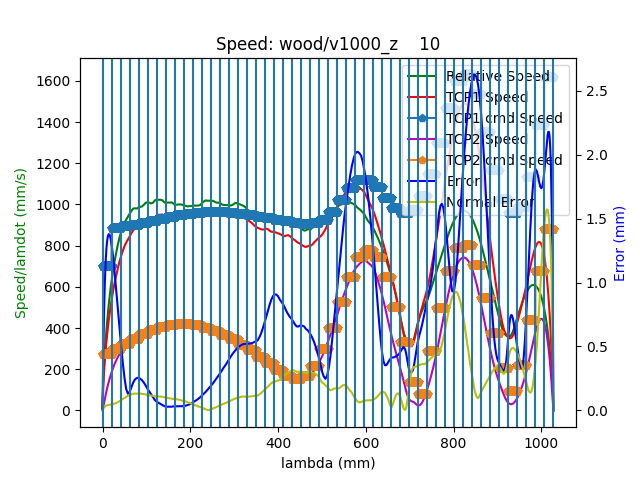 Speed: wood/v1000_z    10
1600
1400
1200
1000
800
600
400
200
0
Speed/lamdot (mm/s)
2.5
2.0
1.5
1.0
0.5
0.0
Error (mm)
Relative Speed
TCP1 Speed
TCP1 cmd Speed
TCP2 Speed
TCP2 cmd Speed
Error
Normal Error
0 200 400 600 800 1000
lambda (mm)